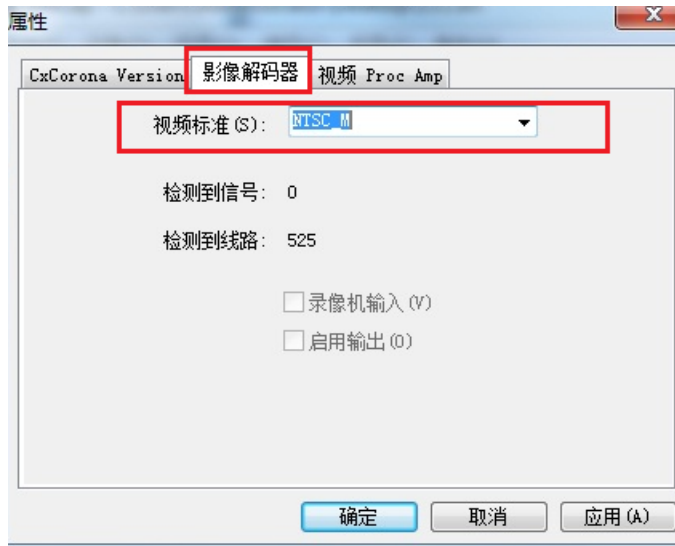 属性
CxCorona Version 影像解码器 视频 Proc Amp
视频标准(S): NTSC_M
检测到信号: 0
检测到线路: 525
录像机输入(V)
启用输出(O)
确定 取消 应用(A)